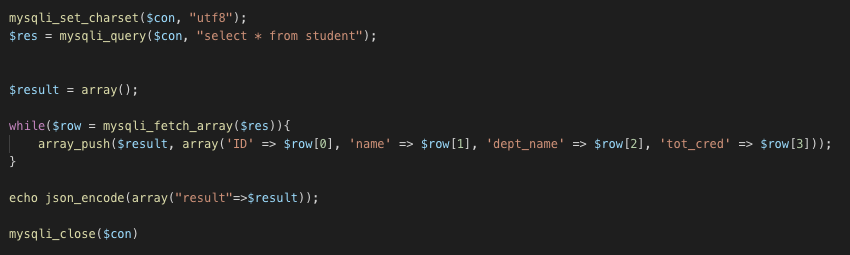 mysqli_set_charset($con, "utf8");
$res = mysqli_query($con, "select * from student");
$result = array();
while($row = mysqli_fetch_array($res)){
array_push($result, array('ID' => $row[0], 'name' => $row[1], 'dept_name' => $row[2], 'tot_cred' => $row[3]));
}
echo json_encode(array("result"=>$result));
mysqli_close($con)